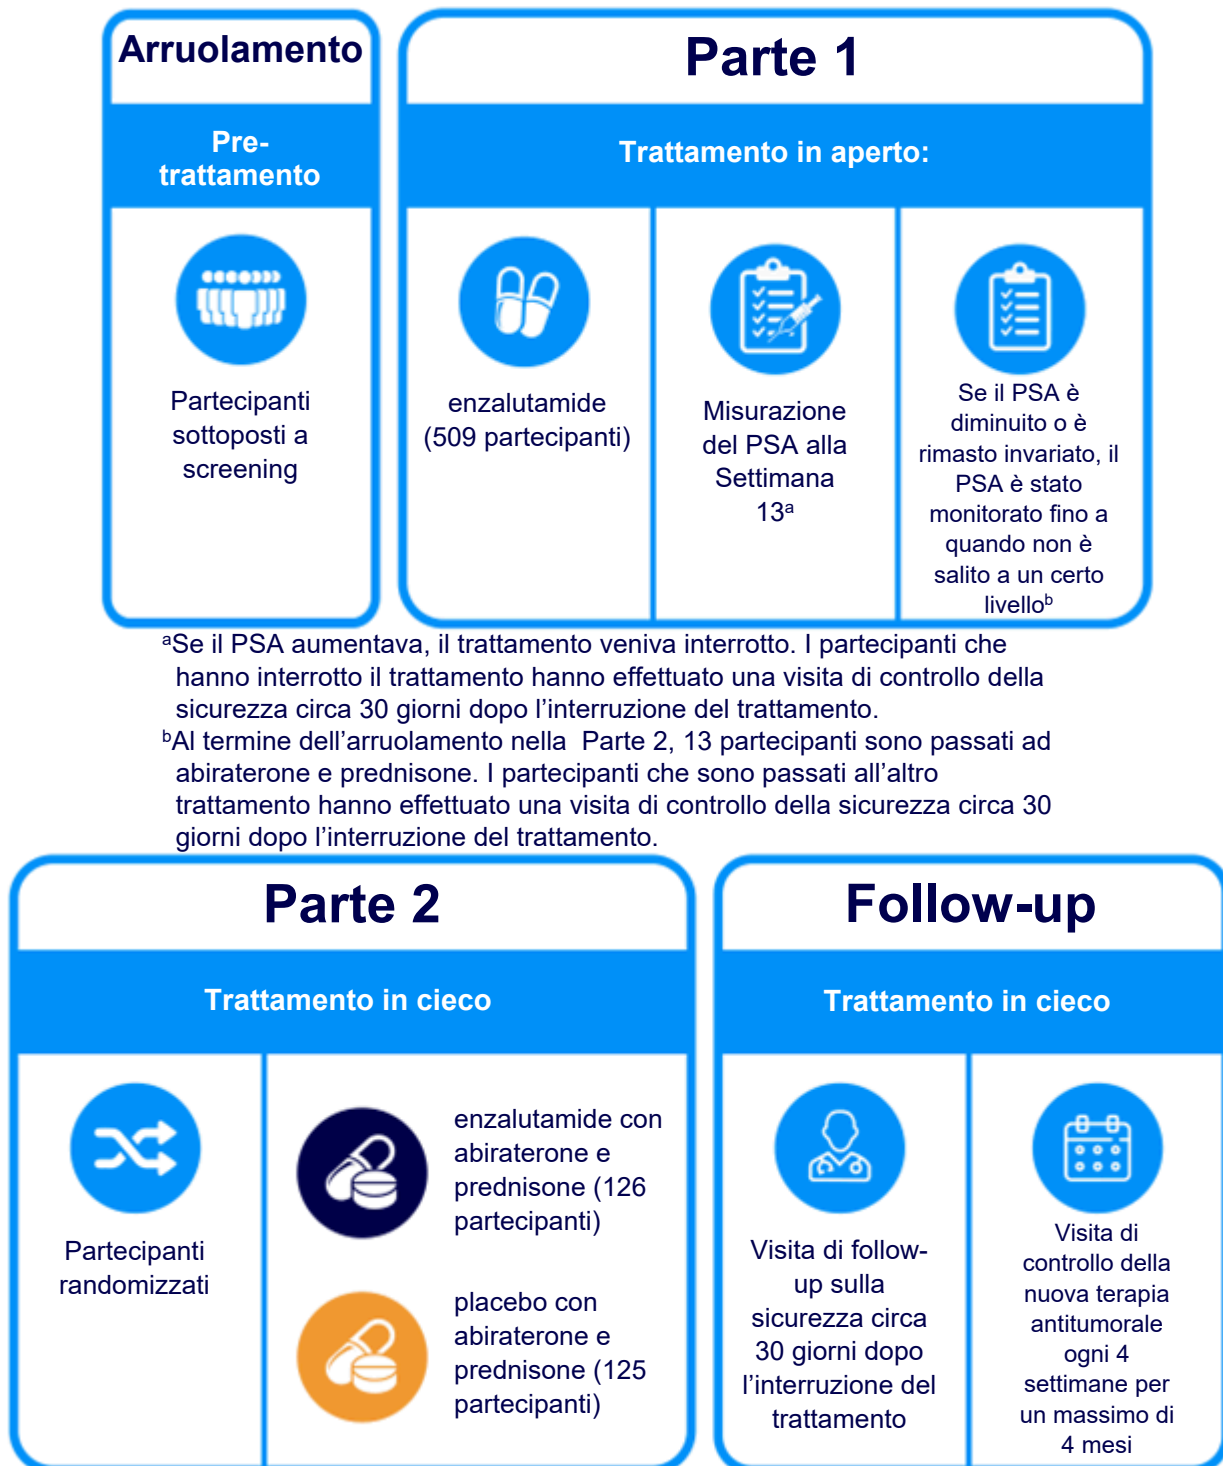 Arruolamento
Pre-
trattamento
Partecipanti
sottoposti a
screening
Parte 1
Trattamento in aperto:
enzalutamide
(509 partecipanti)
Misurazione
del PSA alla
Settimana
13ᵃ
Se il PSA è
diminuito o è
rimasto invariato, il
PSA è stato
monitorato fino a
quando non è
salito a un certo
livelloᵇ
ᵃSe il PSA aumentava, il trattamento veniva interrotto. I partecipanti che
hanno interrotto il trattamento hanno effettuato una visita di controllo della
sicurezza circa 30 giorni dopo l’interruzione del trattamento.
ᵇAl termine dell’arruolamento nella Parte 2, 13 partecipanti sono passati ad
abiraterone e prednisone. I partecipanti che sono passati all’altro
trattamento hanno effettuato una visita di controllo della sicurezza circa 30
giorni dopo l’interruzione del trattamento.
Parte 2
Trattamento in cieco
Partecipanti
randomizzati
enzalutamide con
abiraterone e
prednisone (126
partecipanti)
placebo con
abiraterone e
prednisone (125
partecipanti)
Follow-up
Trattamento in cieco
Visita di follow-
up sulla
sicurezza circa
30 giorni dopo
l’interruzione del
trattamento
Visita di
controllo della
nuova terapia
antitumorale
ogni 4
settimane per
un massimo di
4 mesi